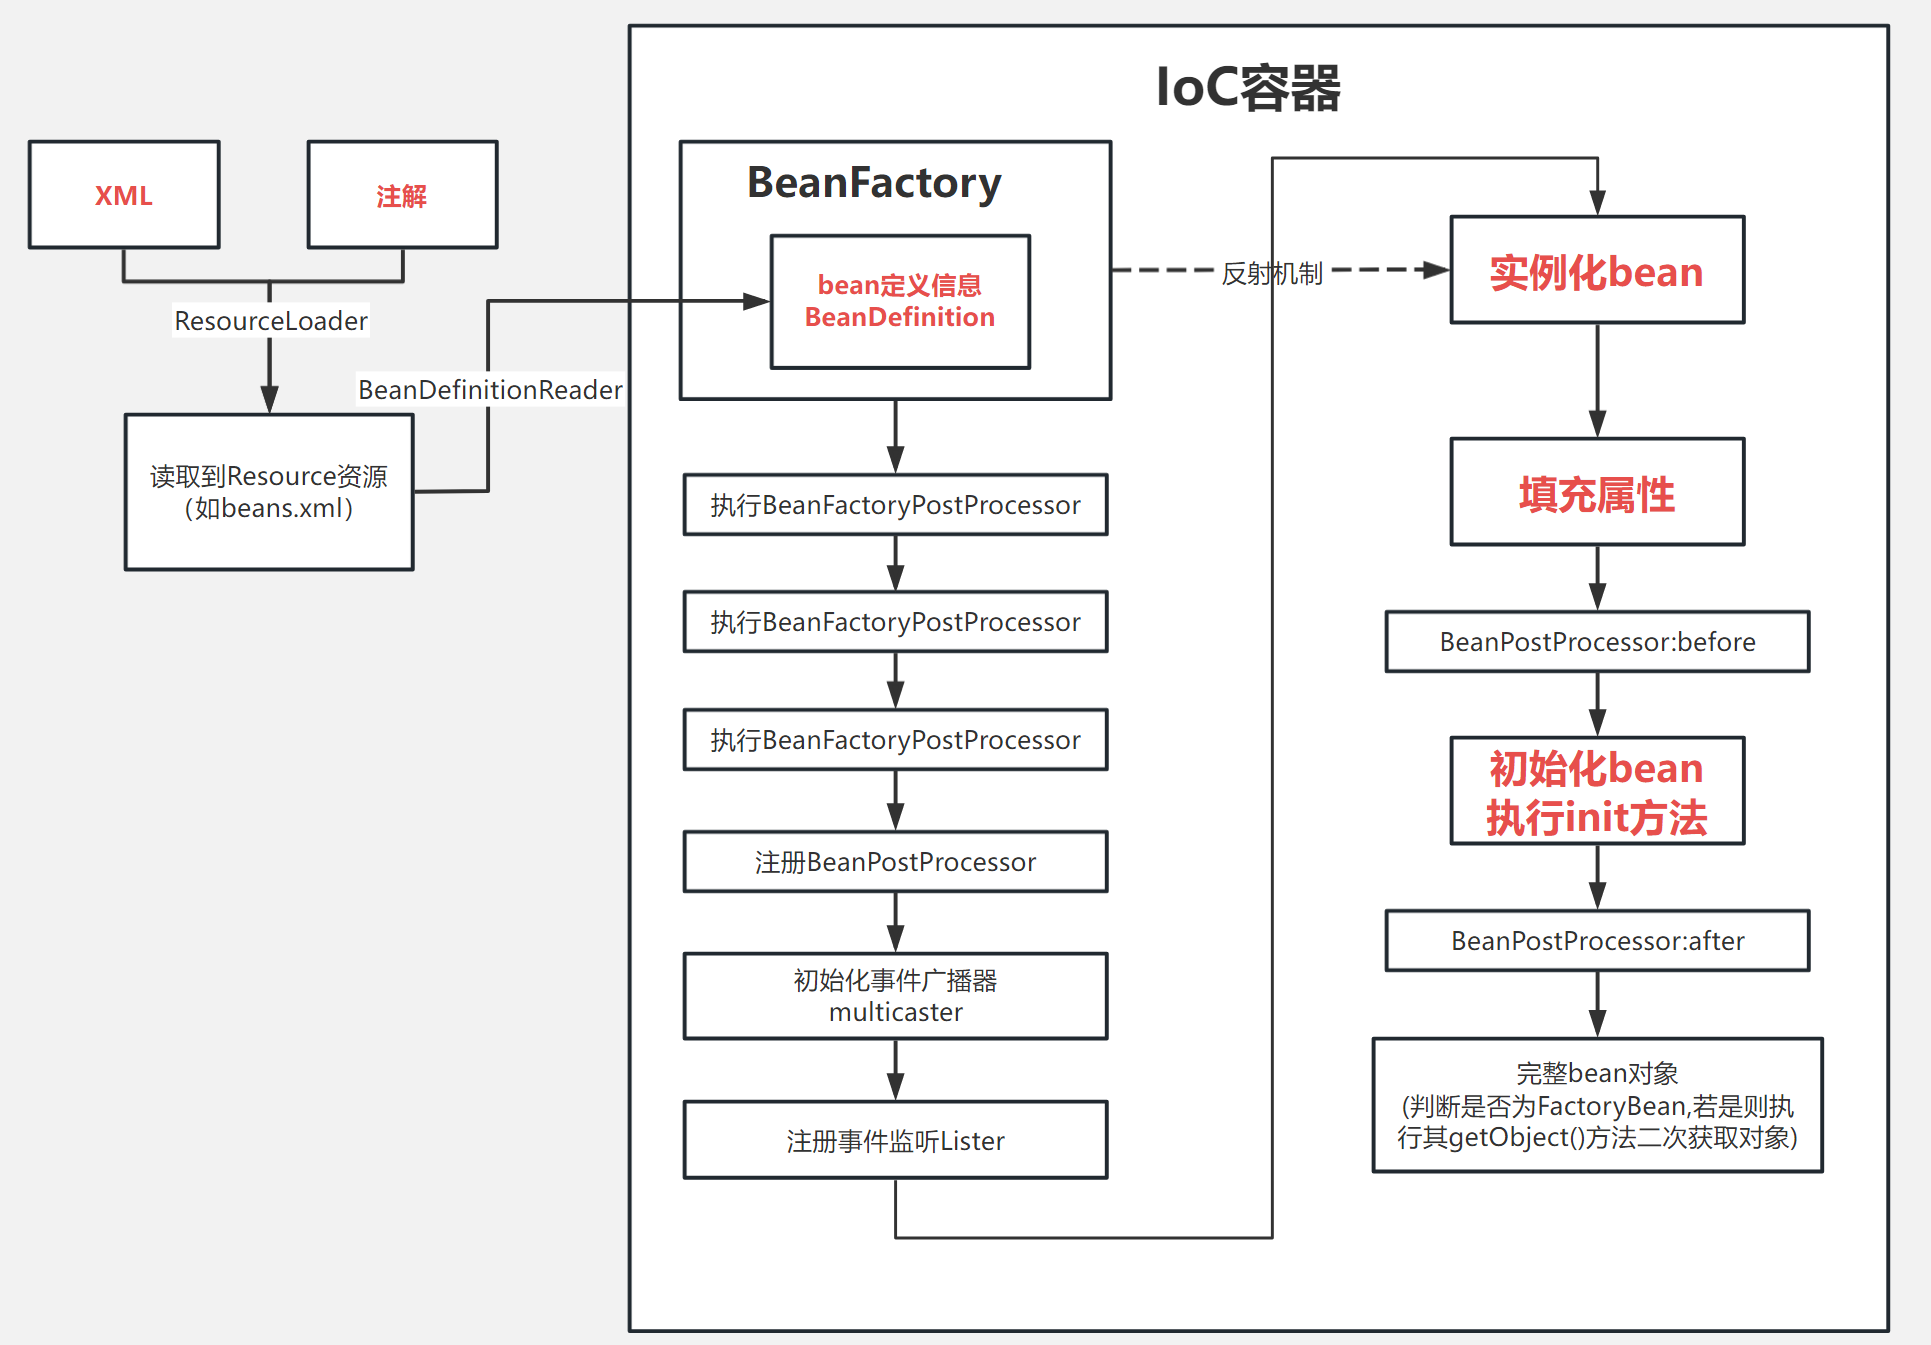 IoC容器
XML
注解
ResourceLoader
读取到Resource资源
（如beans.xml）
BeanDefinitionReader
BeanFactory
bean定义信息
BeanDefinition
反射机制
执行BeanFactoryPostProcessor
执行BeanFactoryPostProcessor
执行BeanFactoryPostProcessor
注册BeanPostProcessor
初始化事件广播器
multicaster
注册事件监听Lister
实例化bean
填充属性
BeanPostProcessor:before
初始化bean
执行init方法
BeanPostProcessor:after
完整bean对象
(判断是否为FactoryBean,若是则执
行其getObject()方法二次获取对象)